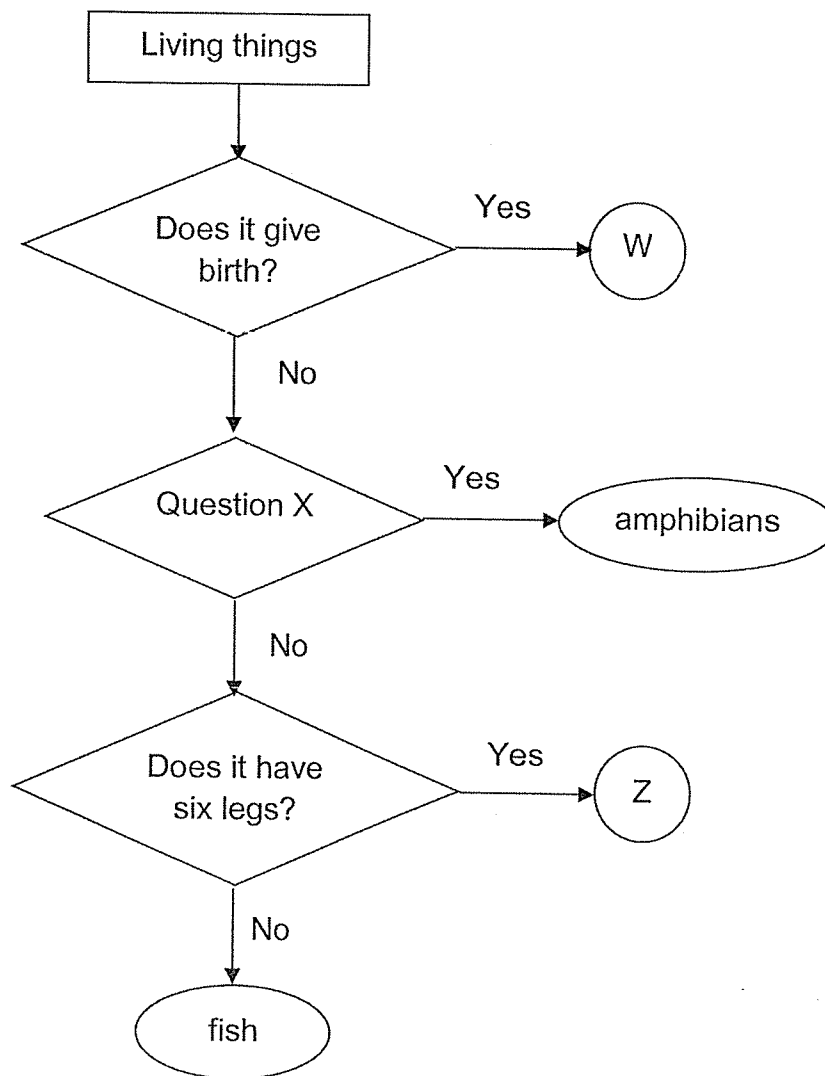 Living things
Does it give
birth?
Yes
W
No
Question X
Yes
amphibians
No
Does it have
six legs?
Yes
Z
No
fish